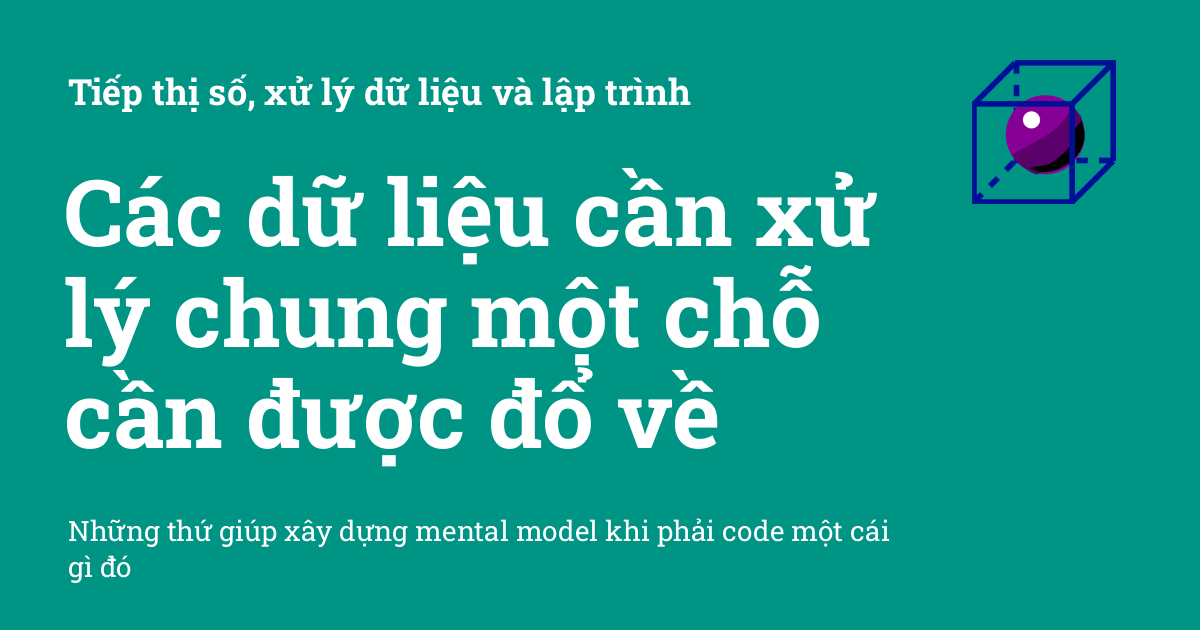 Tiếp thị số, xử lý dữ liệu và lập trình
Các dữ liệu cần xử
lý chung một chỗ
cần được đổ về
Những thứ giúp xây dựng mental model khi phải code một cái
gì đó